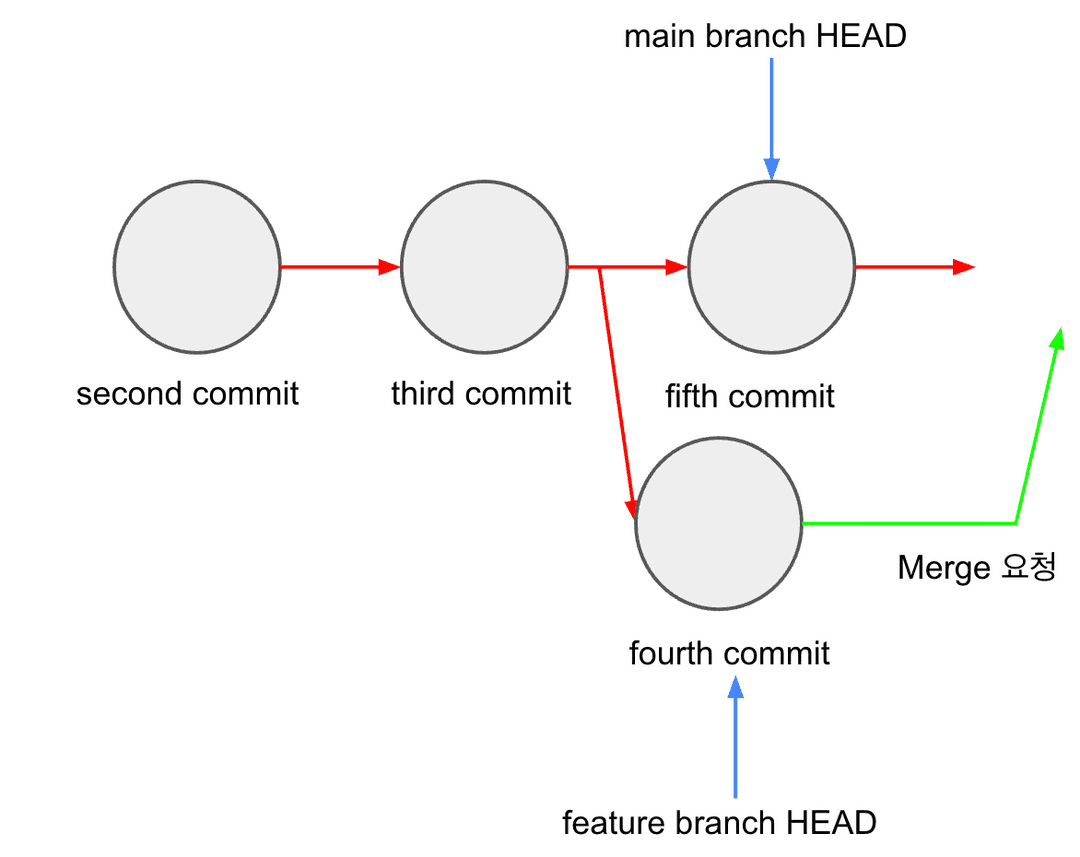 main branch HEAD
second commit
third commit
fifth commit
Merge 요청
fourth commit
feature branch HEAD